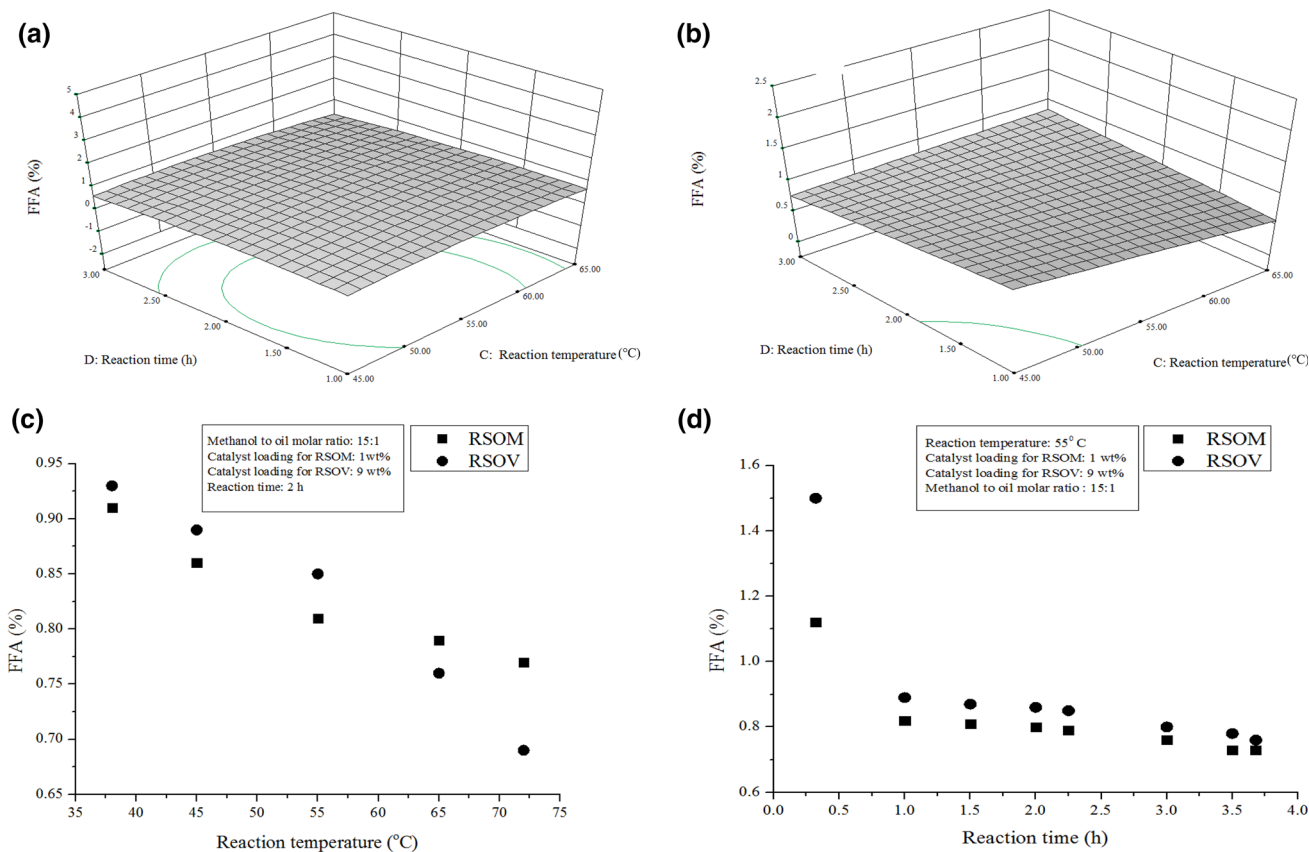 (a)
FFA (%)
5
4
3
2
1
0
-1
-2
3.00
2.50
2.00
1.50
1.00
45.00
50.00
55.00
60.00
65.00
D: Reaction time (h)
C: Reaction temperature (°C)
(b)
FFA (%)
2.5
2
1.5
1
0.5
0
3.00
2.50
2.00
1.50
1.00
45.00
50.00
55.00
60.00
65.00
D: Reaction time (h)
C: Reaction temperature (°C)
(c)
Methanol to oil molar ratio: 15:1
Catalyst loading for RSOM: 1wt%
Catalyst loading for RSOV: 9 wt%
Reaction time: 2 h
RSOM
RSOV
FFA (%)
0.95
0.90
0.85
0.80
0.75
0.70
0.65
35 40 45 50 55 60 65 70 75
Reaction temperature (°C)
(d)
Reaction temperature: 55⁰ C
Catalyst loading for RSOM: 1 wt%
Catalyst loading for RSOV: 9 wt%
Methanol to oil molar ratio : 15:1
RSOM
RSOV
FFA (%)
1.6
1.4
1.2
1.0
0.8
0.6
0.0 0.5 1.0 1.5 2.0 2.5 3.0 3.5 4.0
Reaction time (h)